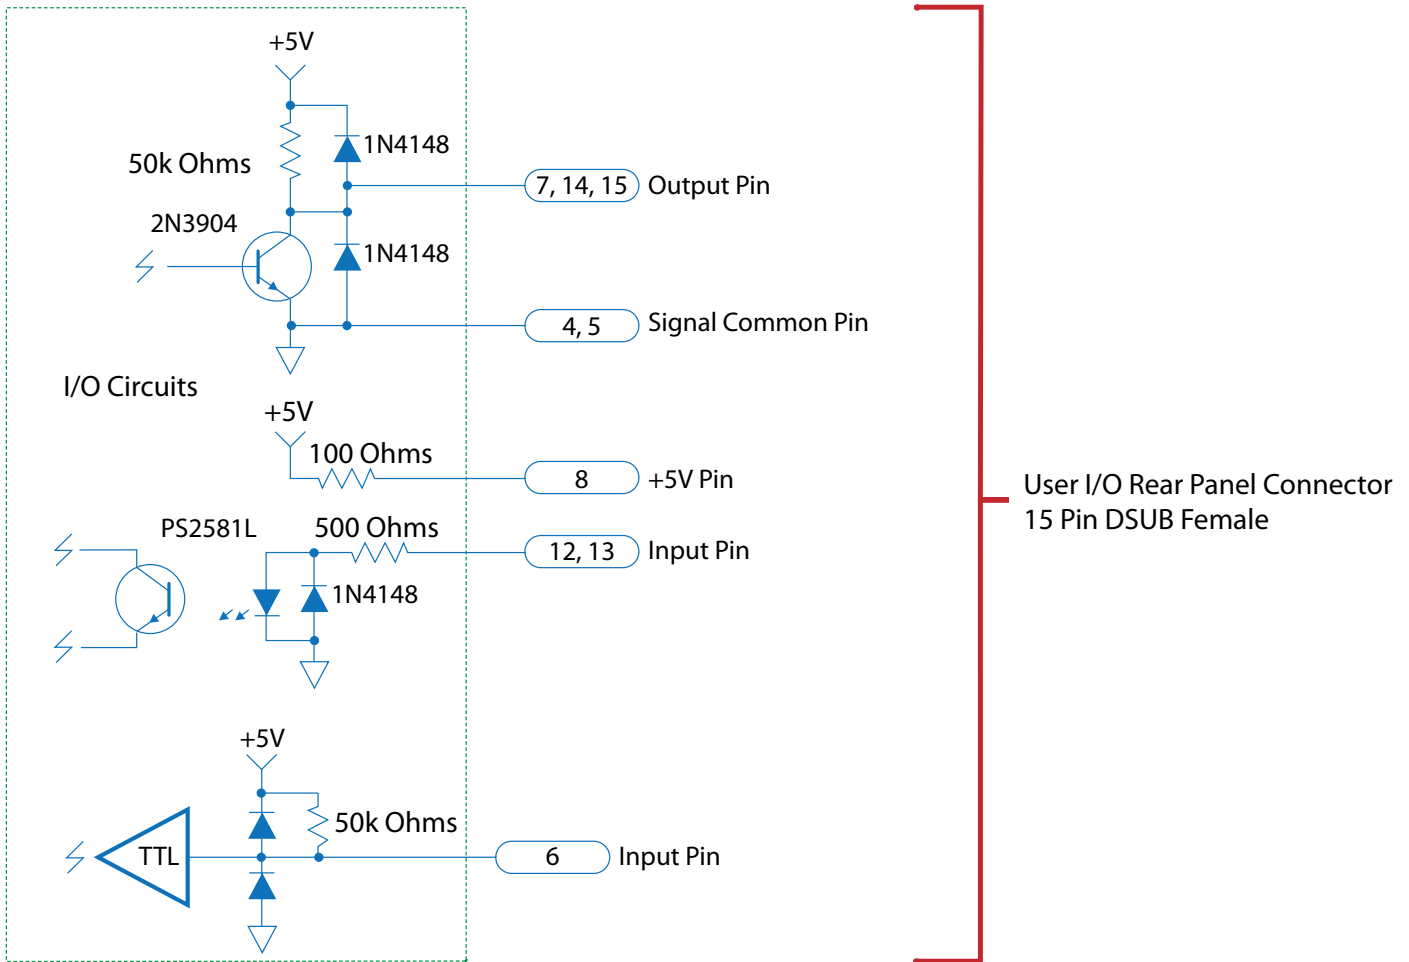 +5V
1N4148
50k Ohms
7, 14, 15 Output Pin
2N3904
1N4148
4, 5 Signal Common Pin
I/O Circuits
+5V
100 Ohms
8 +5V Pin
PS2581L 500 Ohms
12, 13 Input Pin
1N4148
User I/O Rear Panel Connector
15 Pin DSUB Female
+5V
50k Ohms
TTL
6 Input Pin